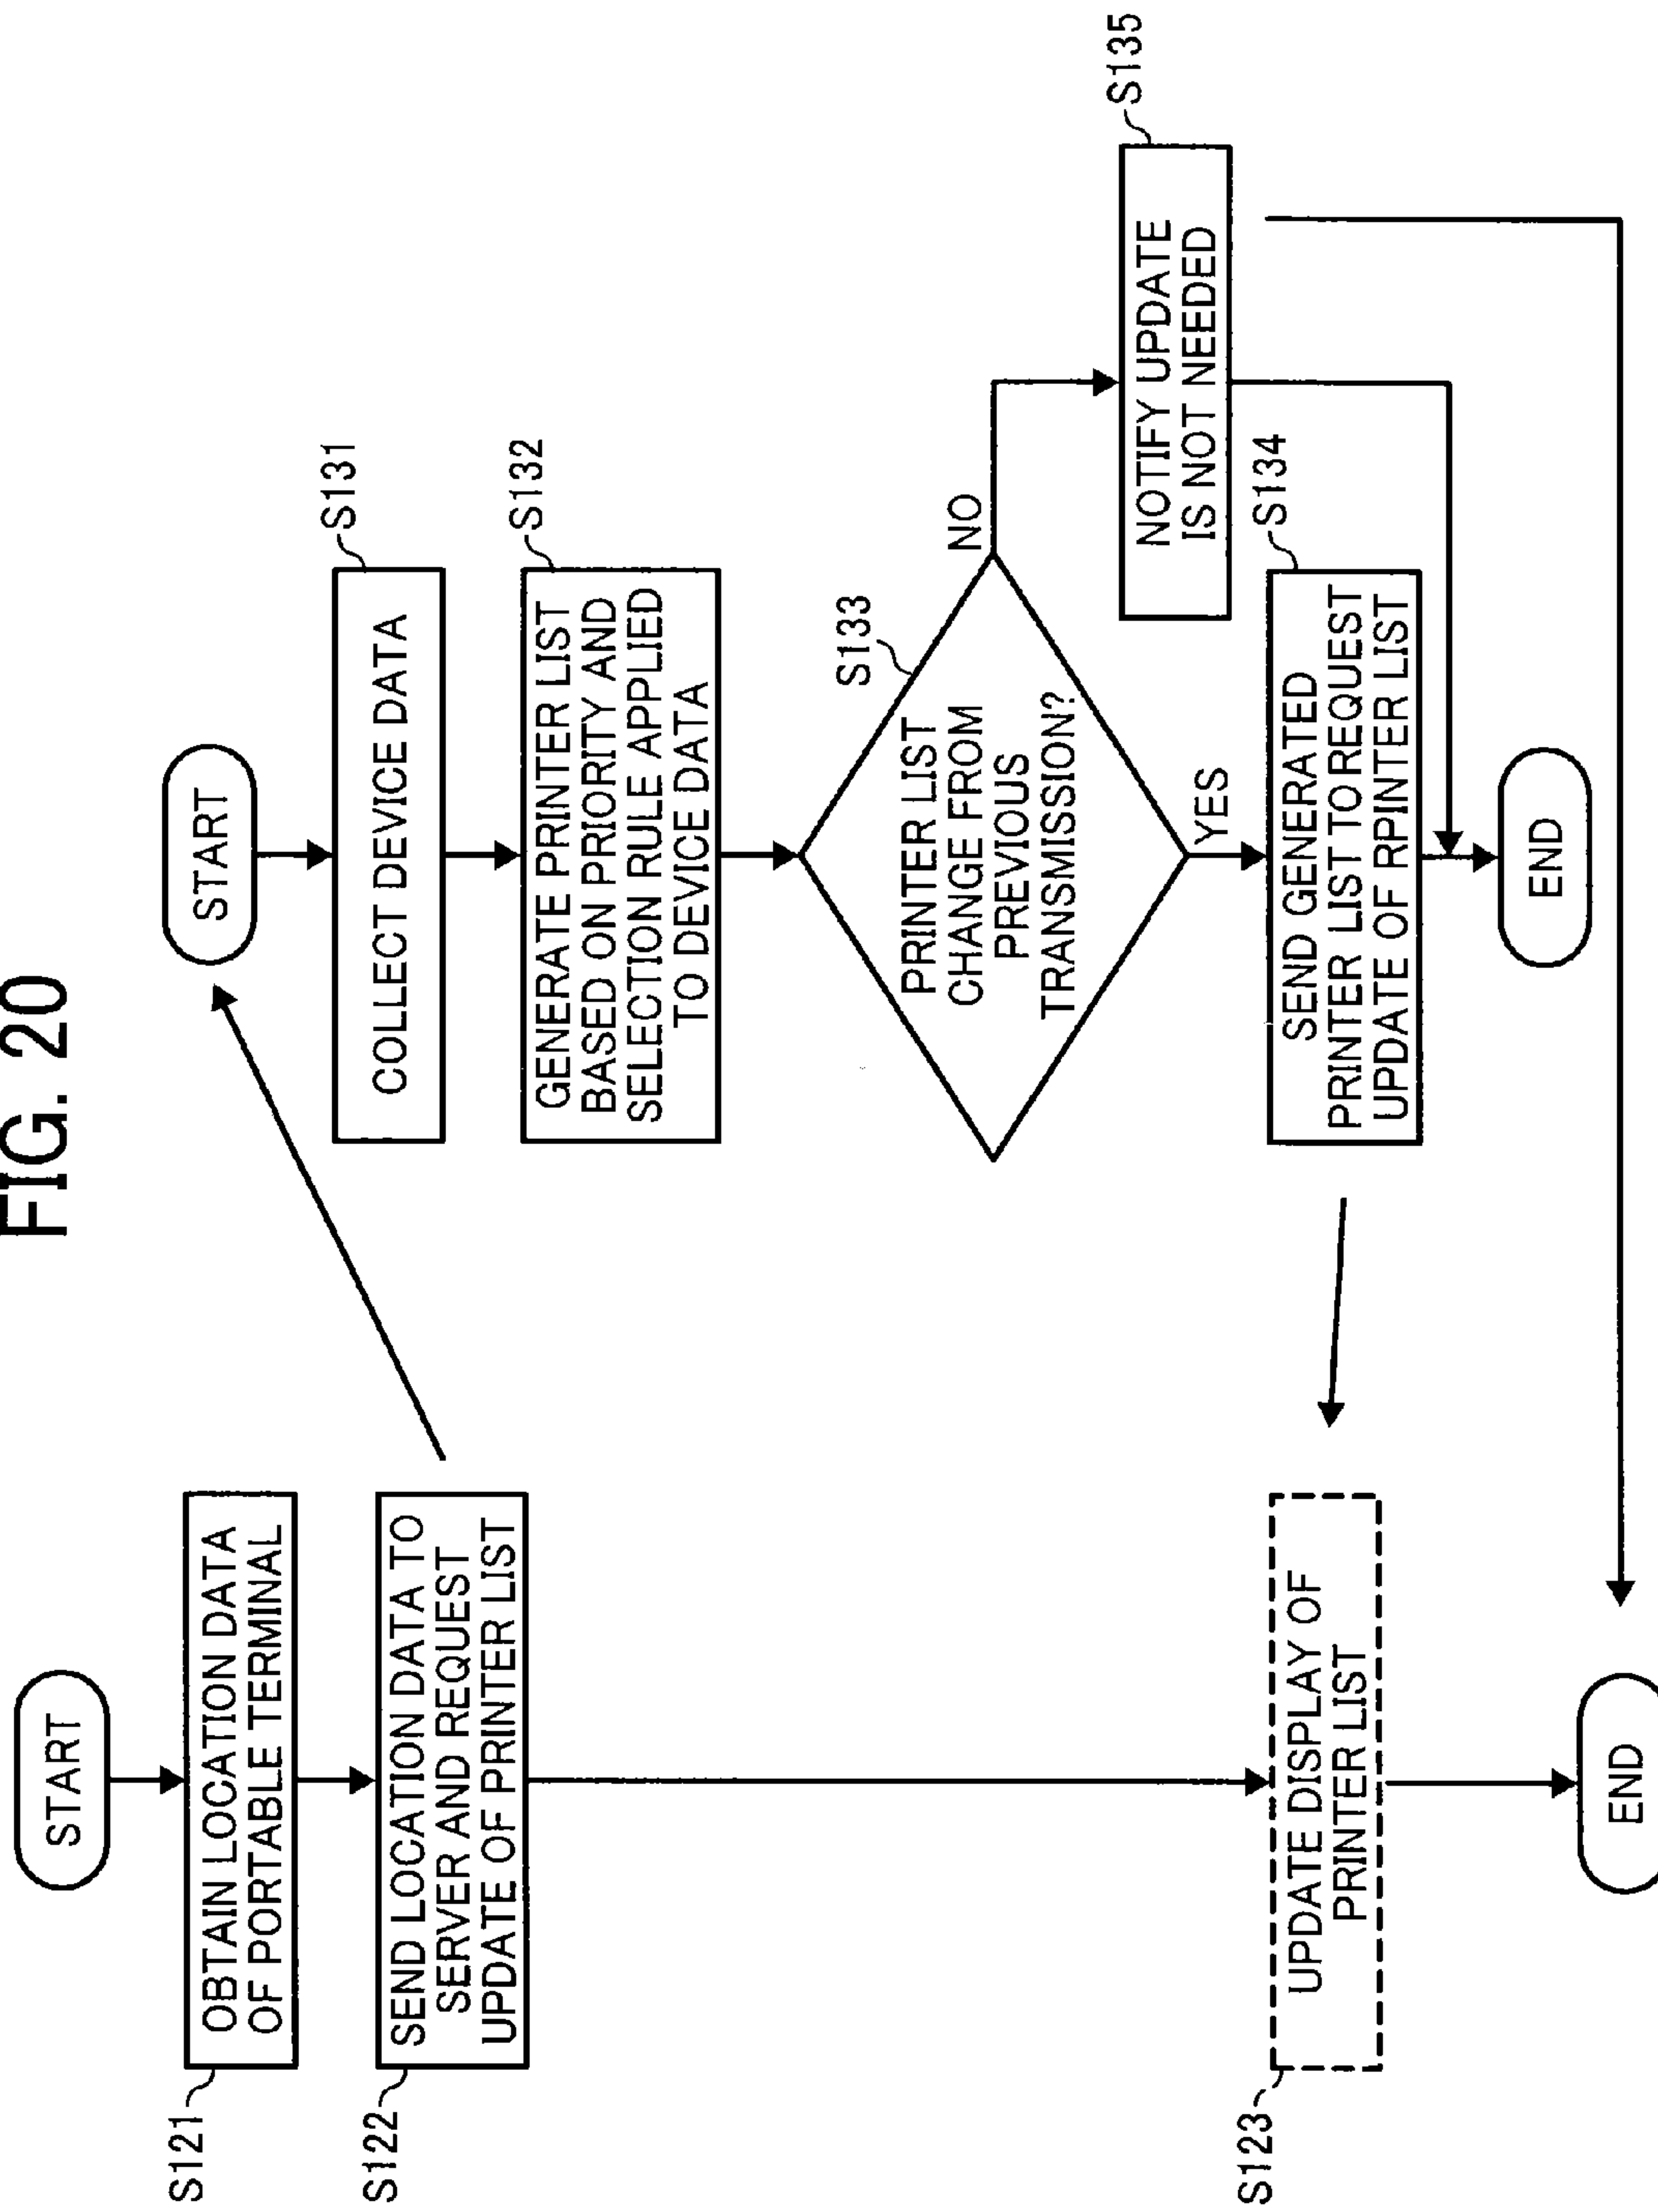 FIG. 20
START
S121
OBTAIN LOCATION DATA
OF PORTABLE TERMINAL
S122
SEND LOCATION DATA TO
SERVER AND REQUEST
UPDATE OF PRINTER LIST
S123
UPDATE DISPLAY OF
PRINTER LIST
END
START
S131
COLLECT DEVICE DATA
S132
GENERATE PRINTER LIST
BASED ON PRIORITY AND
SELECTION RULE APPLIED
TO DEVICE DATA
S133
PRINTER LIST
CHANGE FROM
PREVIOUS
TRANSMISSION?
NO
YES
S135
NOTIFY UPDATE
IS NOT NEEDED
S134
SEND GENERATED
PRINTER LIST TO REQUEST
UPDATE OF RPINTER LIST
END